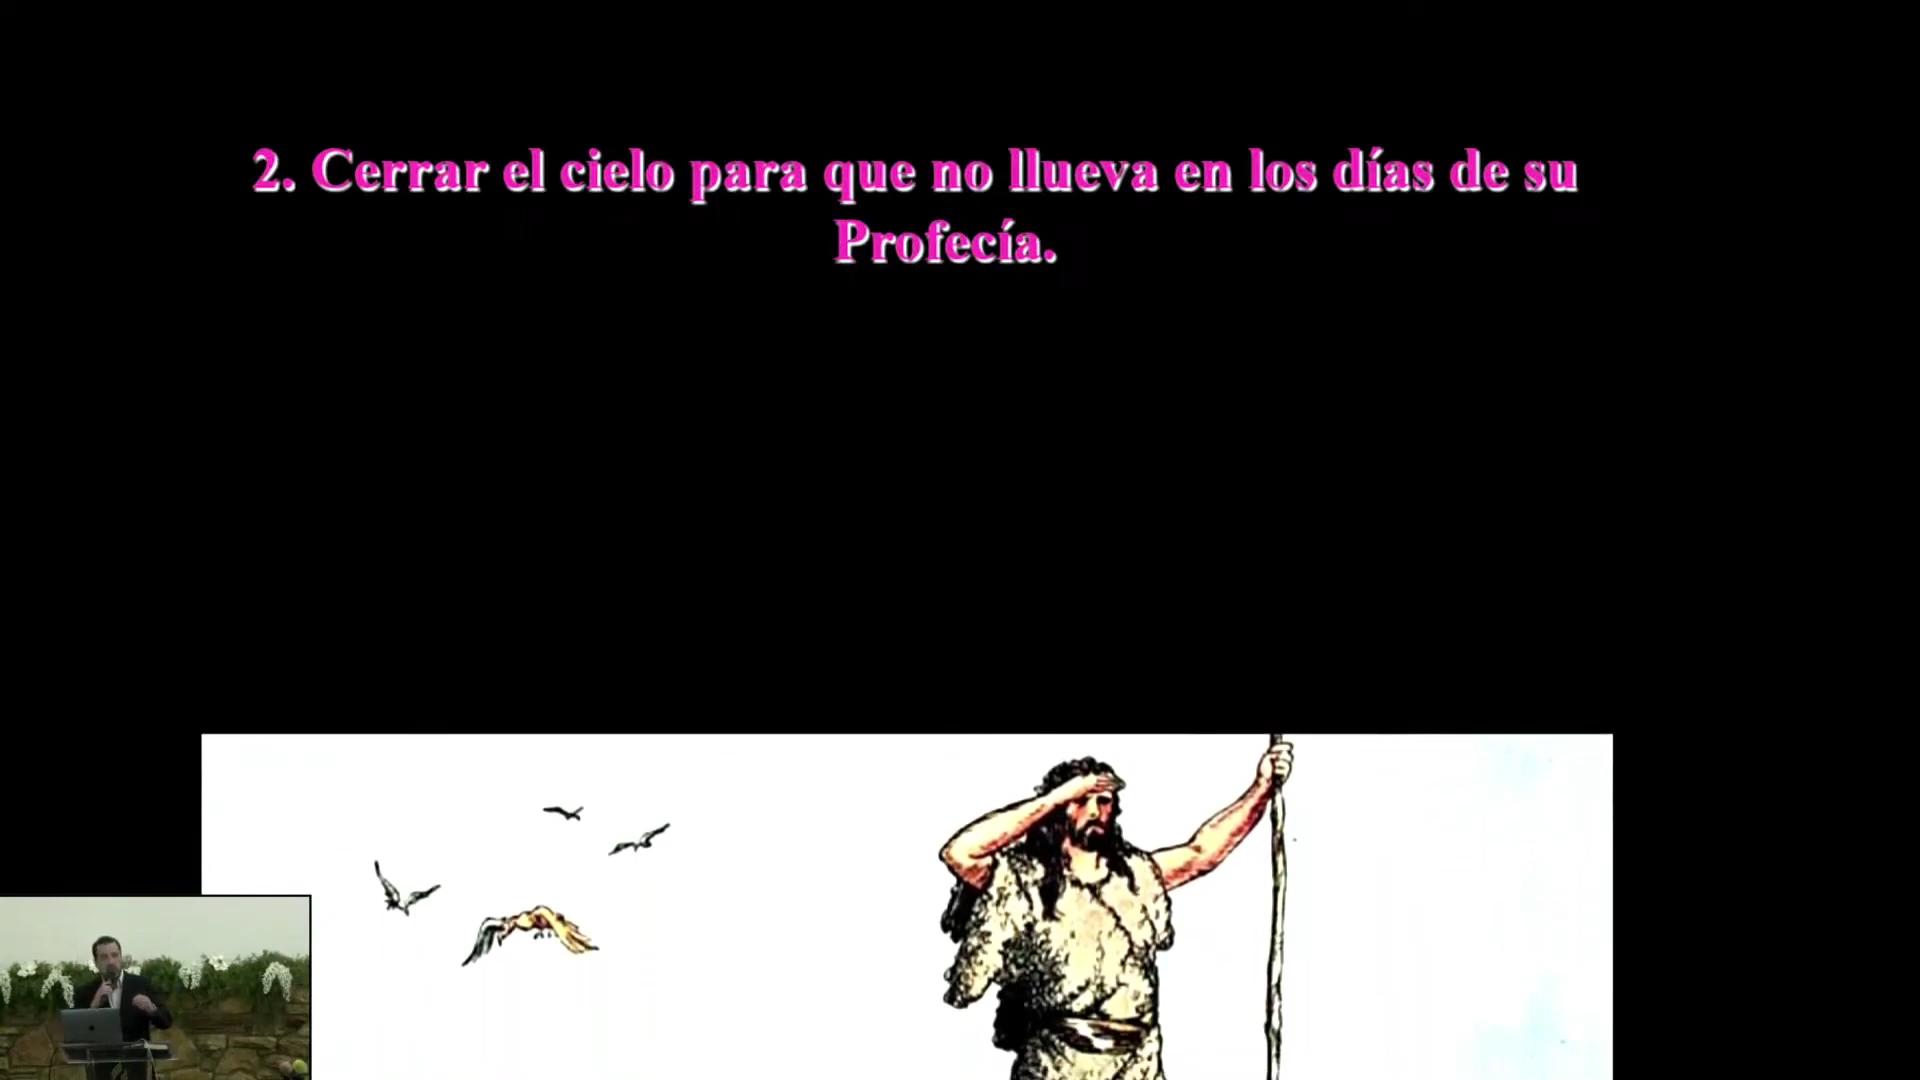 2. Cerrar el cielo para que no llueva en los días de su
Profecía.